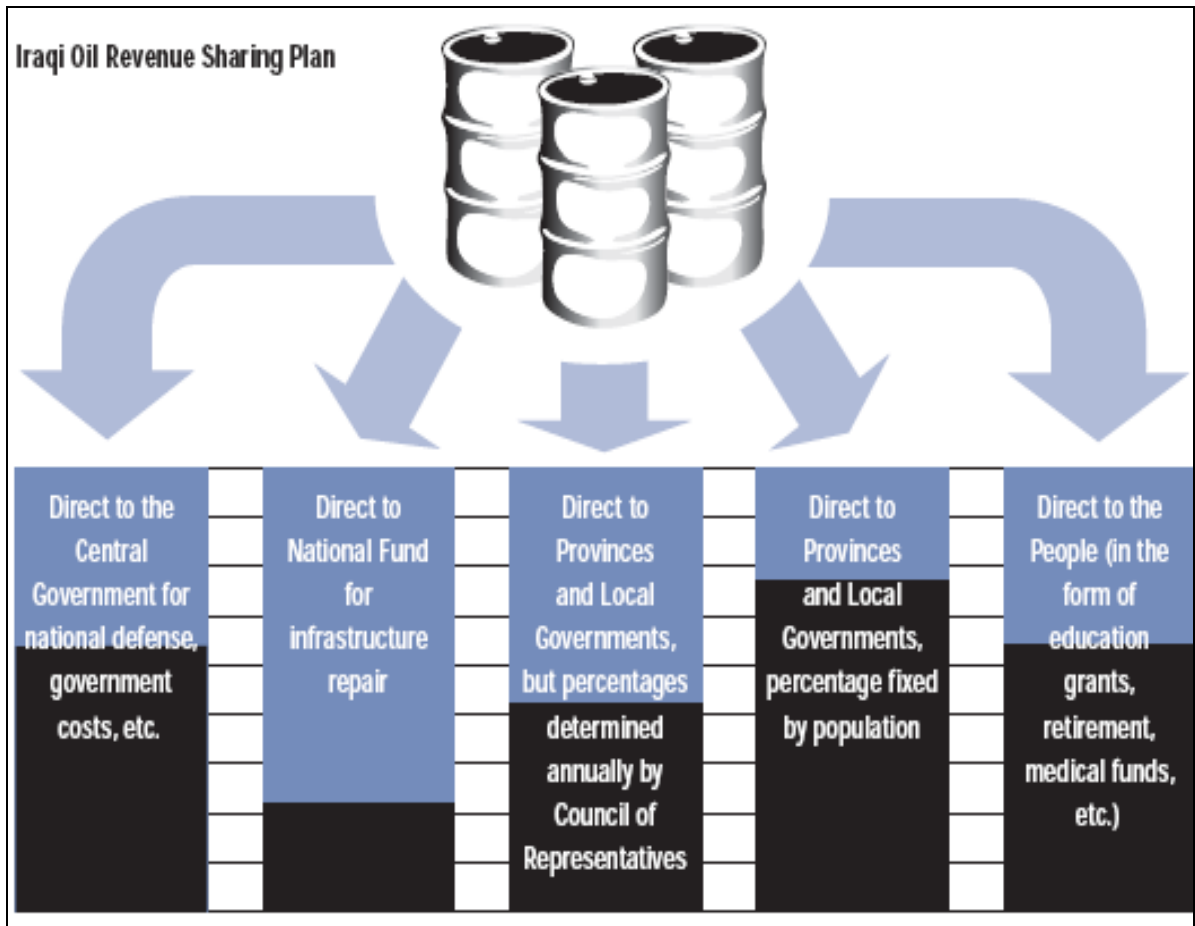 Iraqi Oil Revenue Sharing Plan
Direct to the
Central
Government for
national defense,
government
costs, etc.
Direct to
National Fund
for
infrastructure
repair
Direct to
Provinces
and Local
Governments,
but percentages
determined
annually by
Council of
Representatives
Direct to
Provinces
and Local
Governments,
percentage fixed
by population
Direct to the
People (in the
form of
education
grants,
retirement,
medical funds,
etc.)